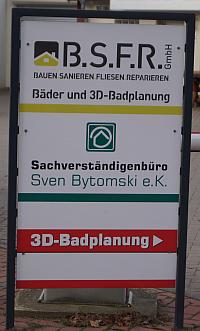 B.S.F.R. GmbH
BAUEN SANIEREN FLIESEN REPARIEREN
Bäder und 3D-Badplanung
Sachverständigenbüro
Sven Bytomski e.K.
3D-Badplanung